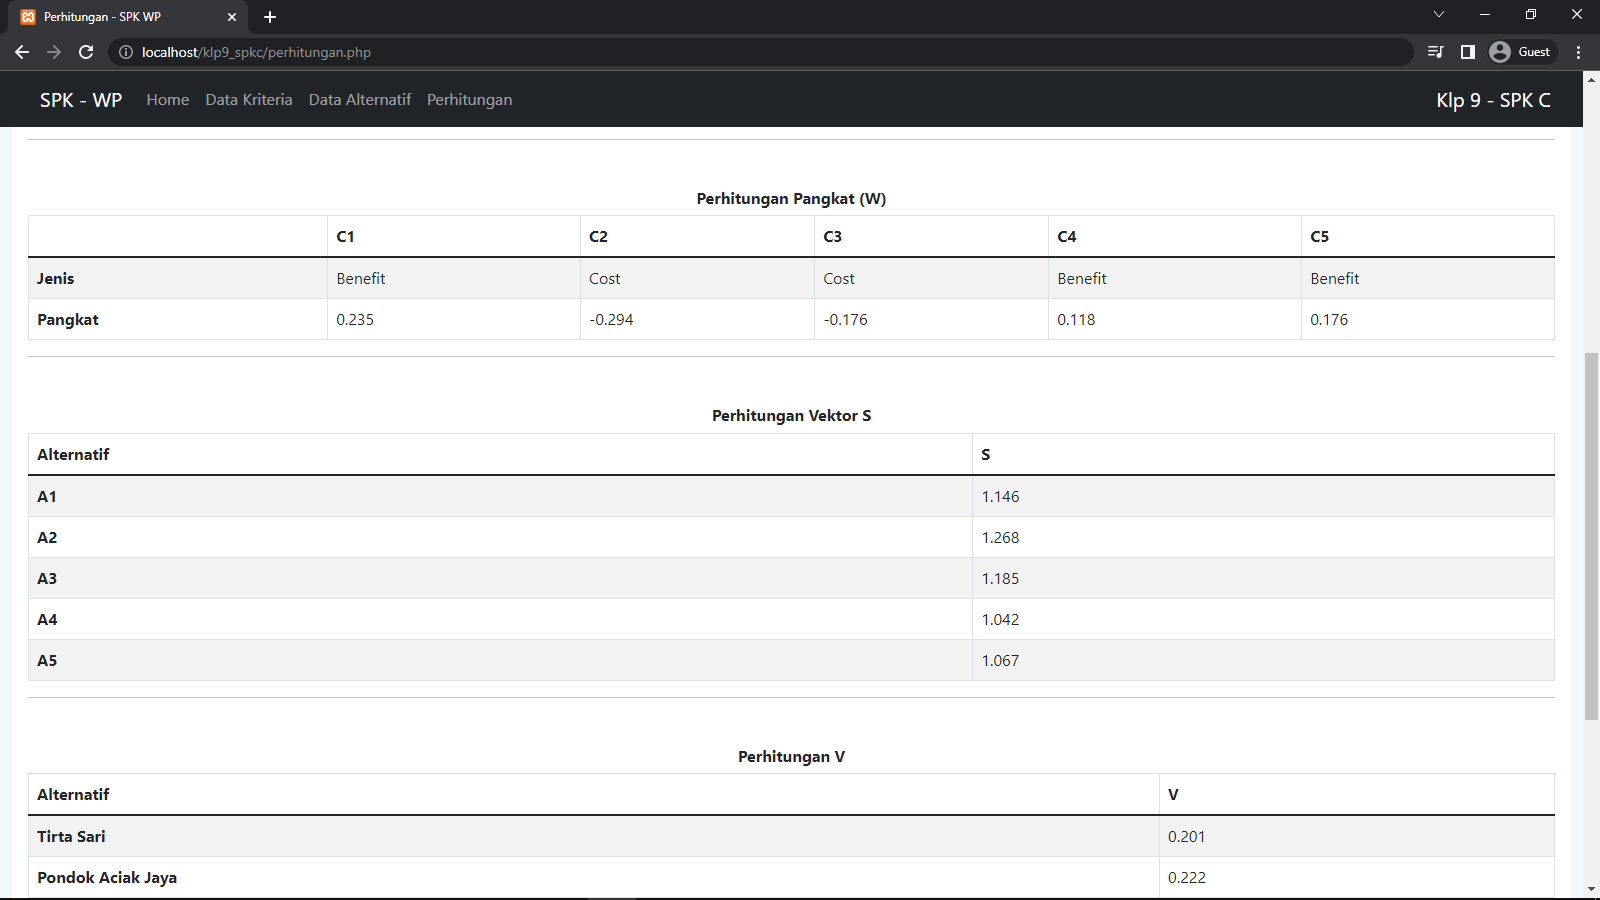 Perhitungan - SPK WP
localhost/klp9_spkc/perhitungan.php
Guest
SPK - WP Home Data Kriteria Data Alternatif Perhitungan Klp 9 - SPK C
Perhitungan Pangkat (W)
C1 C2 C3 C4 C5
Jenis Benefit Cost Cost Benefit Benefit
Pangkat 0.235 -0.294 -0.176 0.118 0.176
Perhitungan Vektor S
Alternatif S
A1 1.146
A2 1.268
A3 1.185
A4 1.042
A5 1.067
Perhitungan V
Alternatif V
Tirta Sari 0.201
Pondok Aciak Jaya 0.222